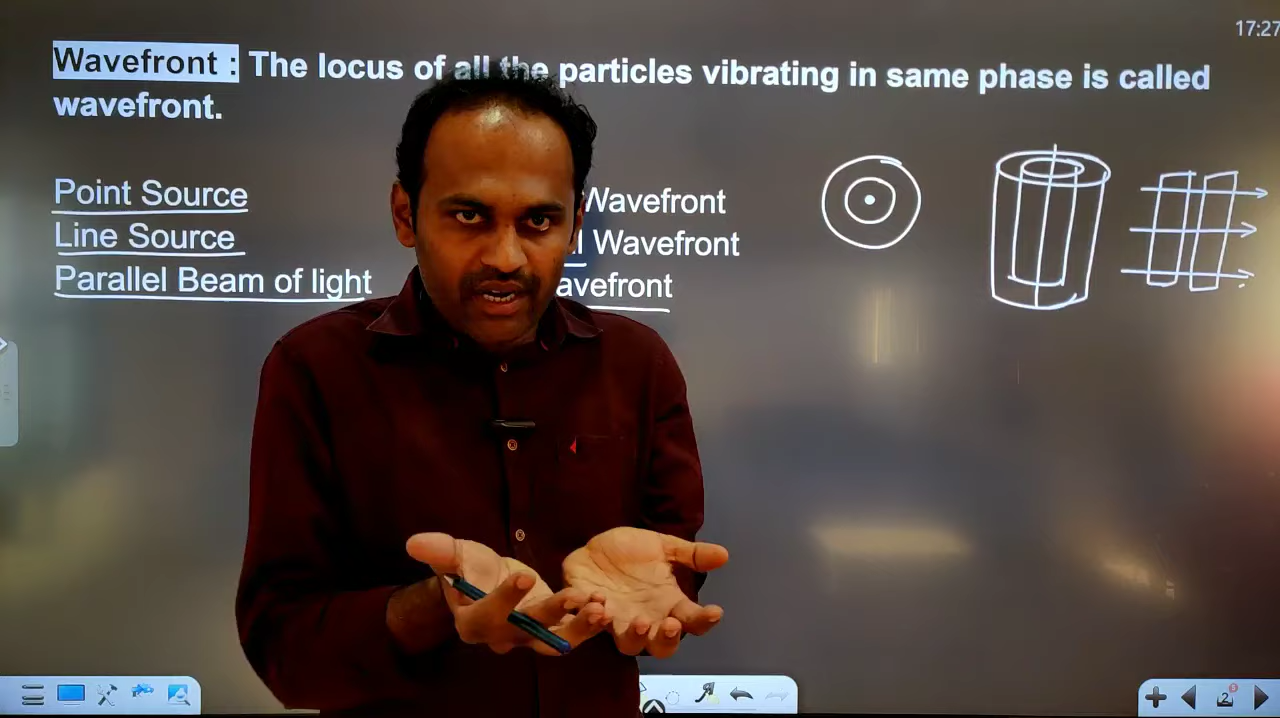 17:27
Wavefront : The locus of all the particles vibrating in same phase is called
wavefront.
Point Source Wavefront
Line Source Wavefront
Parallel Beam of light
2